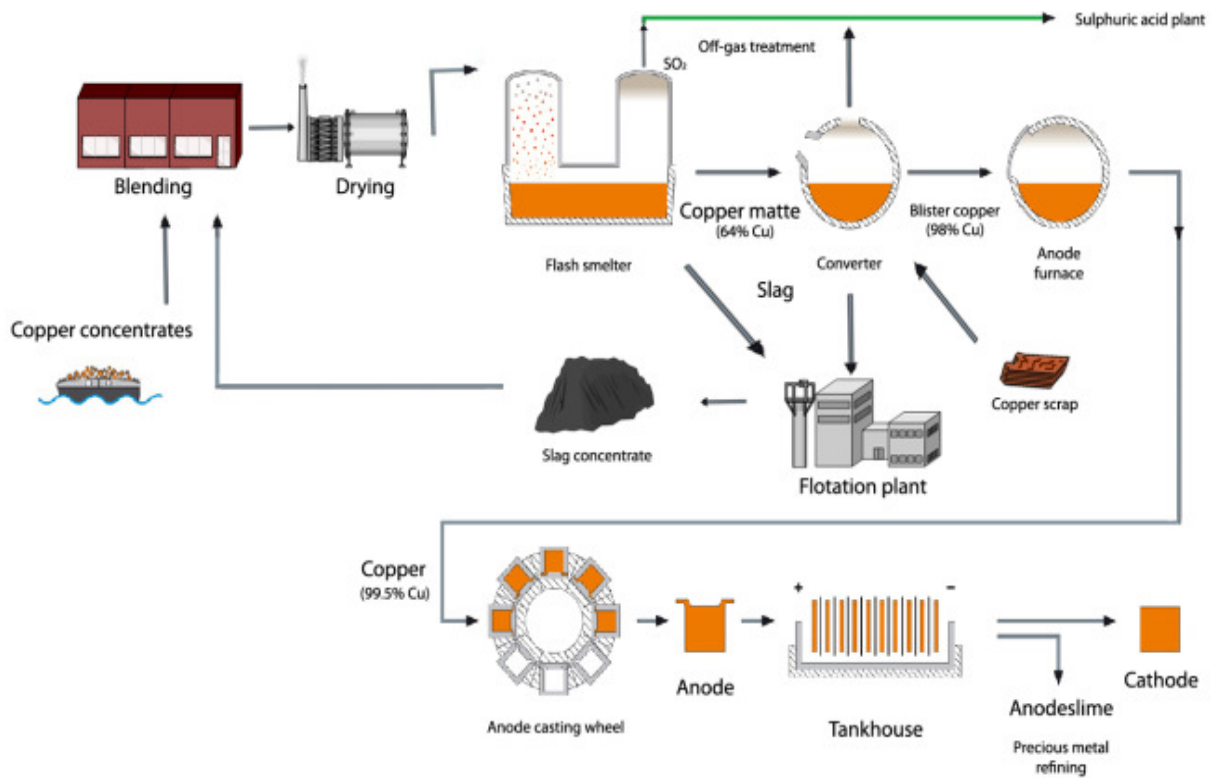 Sulphuric acid plant
Off-gas treatment
SO₂
Blending
Drying
Copper matte
(64% Cu)
Blister copper
(98% Cu)
Flash smelter
Converter
Anode
furnace
Slag
Copper concentrates
Copper scrap
Slag concentrate
Flotation plant
Copper
(99.5% Cu)
+
–
Anode
Cathode
Anodeslime
Anode casting wheel
Tankhouse
Precious metal
refining